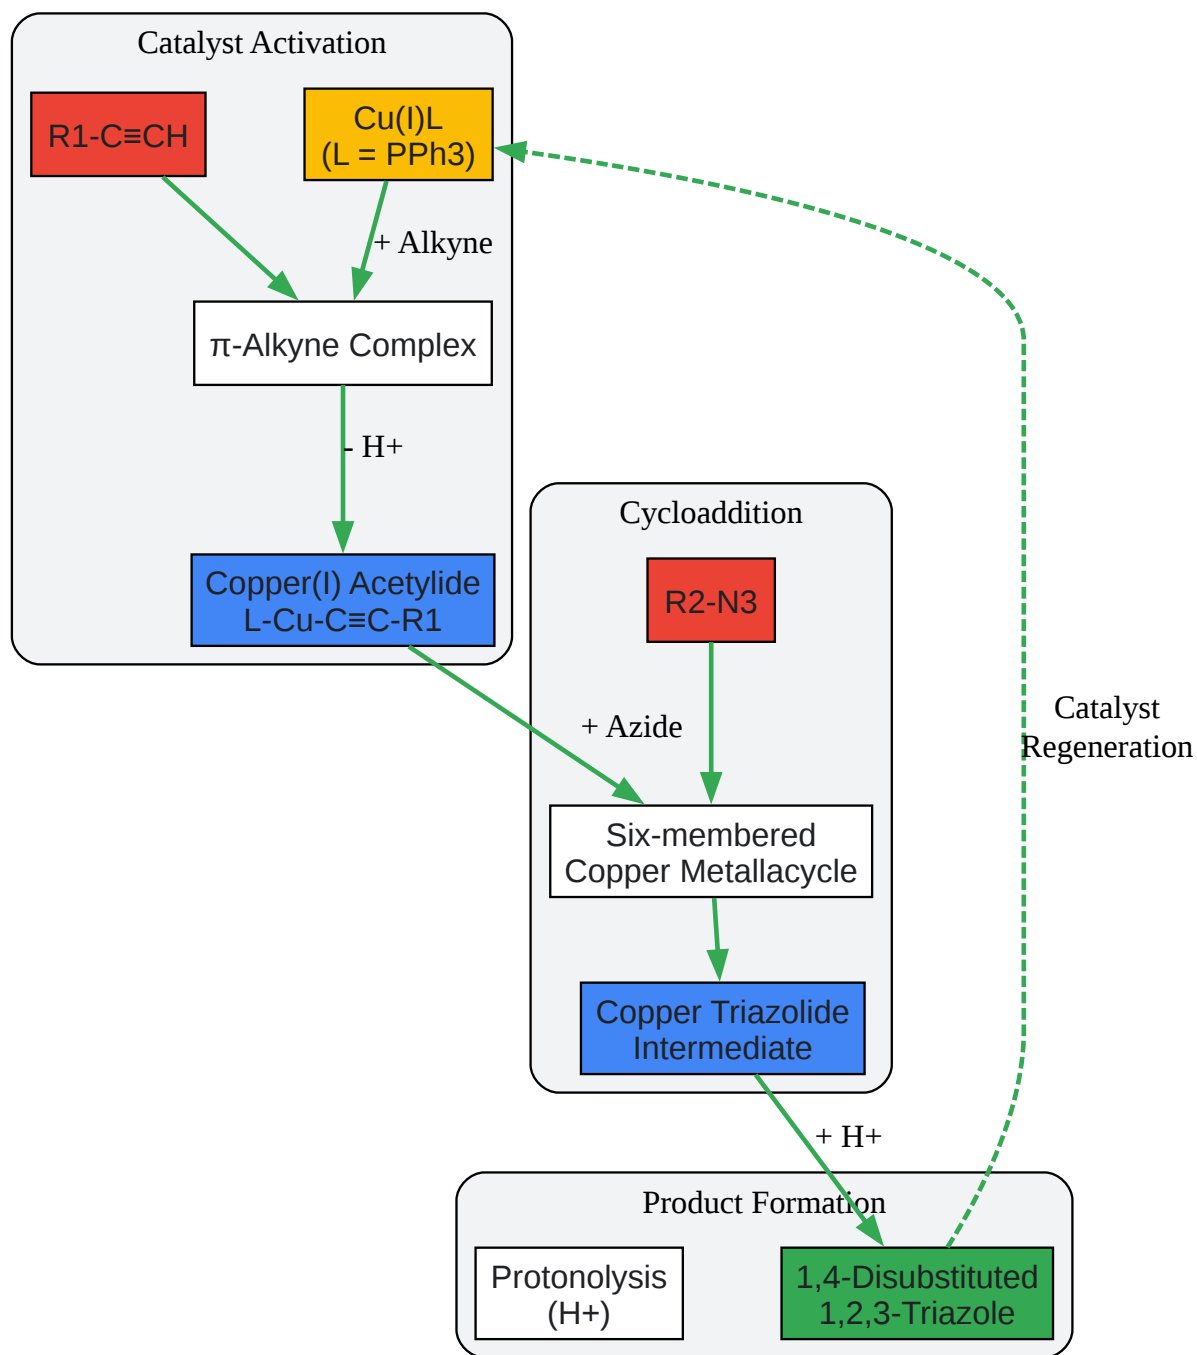 Catalyst Activation
R1-C≡CH
Cu(I)L
(L = PPh3)
+ Alkyne
π-Alkyne Complex
- H+
Copper(I) Acetylide
L-Cu-C≡C-R1
Cycloaddition
R2-N3
+ Azide
Catalyst
Regeneration
Six-membered
Copper Metallacycle
Copper Triazolide
Intermediate
+ H+
Product Formation
Protonolysis
(H+)
1,4-Disubstituted
1,2,3-Triazole